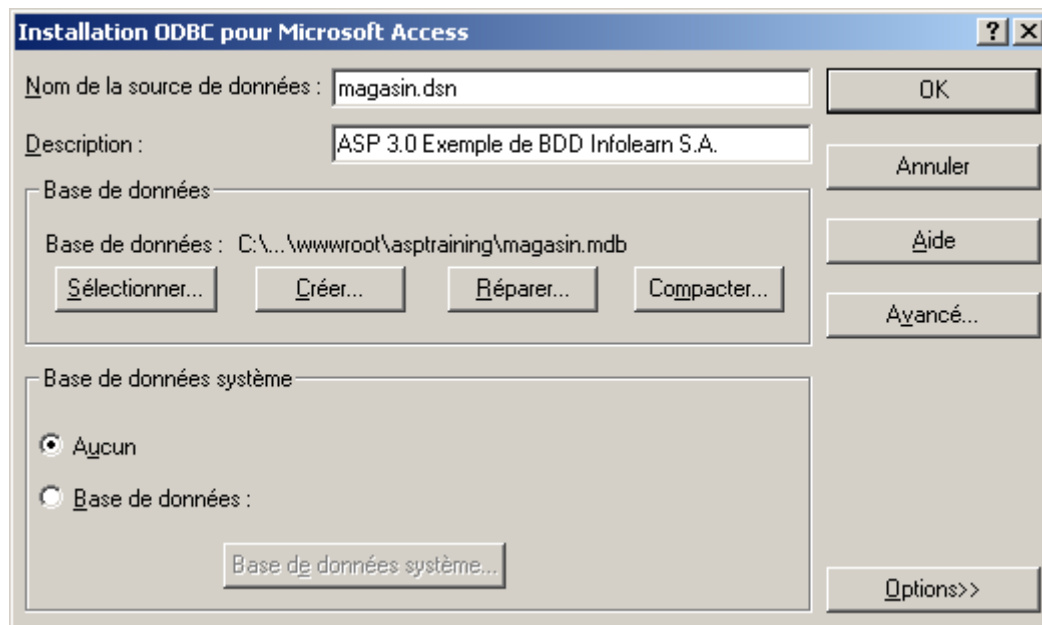 Installation ODBC pour Microsoft Access
Nom de la source de données : magasin.dsn
OK
Description : ASP 3.0 Exemple de BDD Infolearn S.A.
Annuler
Base de données
Base de données : C:\...\wwwroot\asptraining\magasin.mdb
Aide
Sélectionner... Créer... Réparer... Compacter...
Avancé...
Base de données système
Aucun
Base de données :
Base de données système...
Options>>